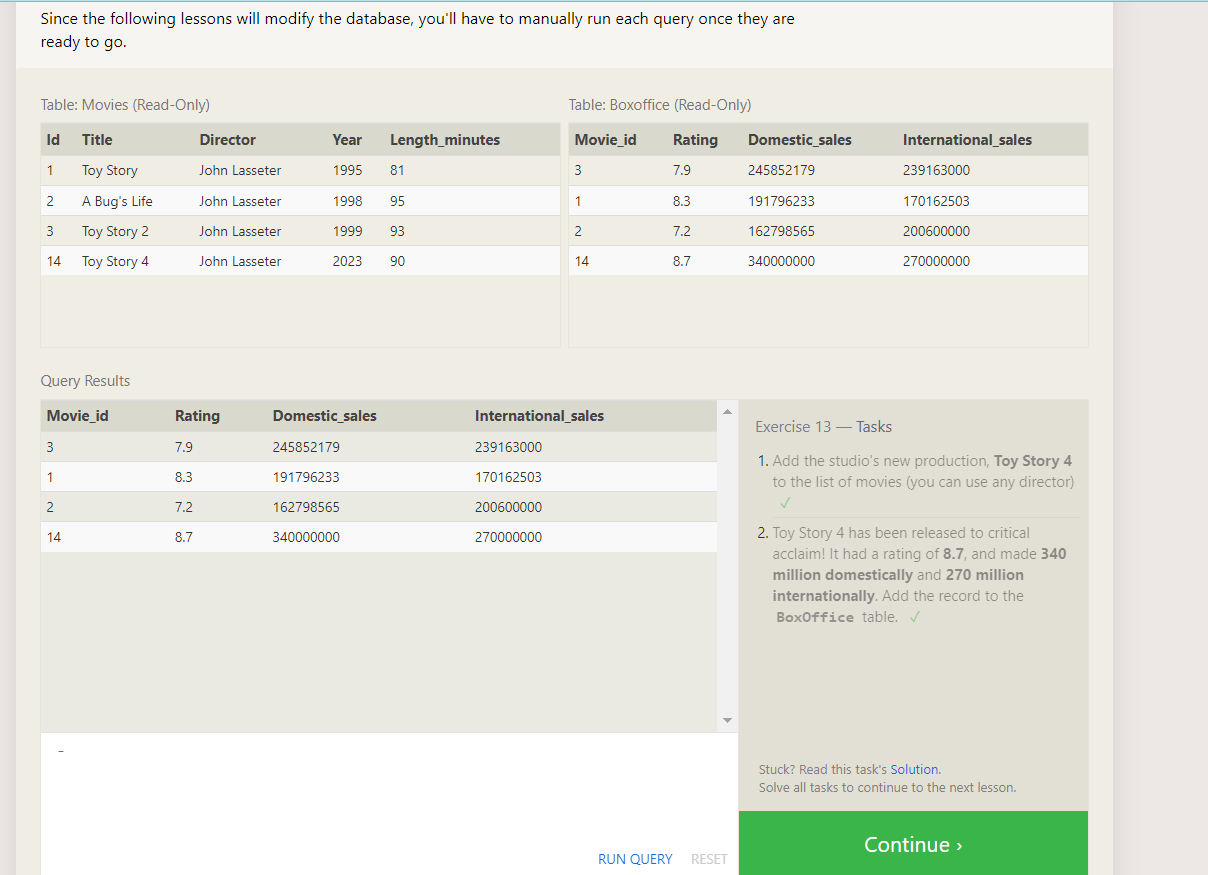 Since the following lessons will modify the database, you'll have to manually run each query once they are
ready to go.
Table: Movies (Read-Only)
Id Title Director Year Length_minutes
1 Toy Story John Lasseter 1995 81
2 A Bug's Life John Lasseter 1998 95
3 Toy Story 2 John Lasseter 1999 93
14 Toy Story 4 John Lasseter 2023 90
Table: Boxoffice (Read-Only)
Movie_id Rating Domestic_sales International_sales
3 7.9 245852179 239163000
1 8.3 191796233 170162503
2 7.2 162798565 200600000
14 8.7 340000000 270000000
Query Results
Movie_id Rating Domestic_sales International_sales
3 7.9 245852179 239163000
1 8.3 191796233 170162503
2 7.2 162798565 200600000
14 8.7 340000000 270000000
-
RUN QUERY RESET
Exercise 13 — Tasks
1. Add the studio's new production, Toy Story 4
to the list of movies (you can use any director)
✓
2. Toy Story 4 has been released to critical
acclaim! It had a rating of 8.7, and made 340
million domestically and 270 million
internationally. Add the record to the
BoxOffice table. ✓
Stuck? Read this task's Solution.
Solve all tasks to continue to the next lesson.
Continue ›